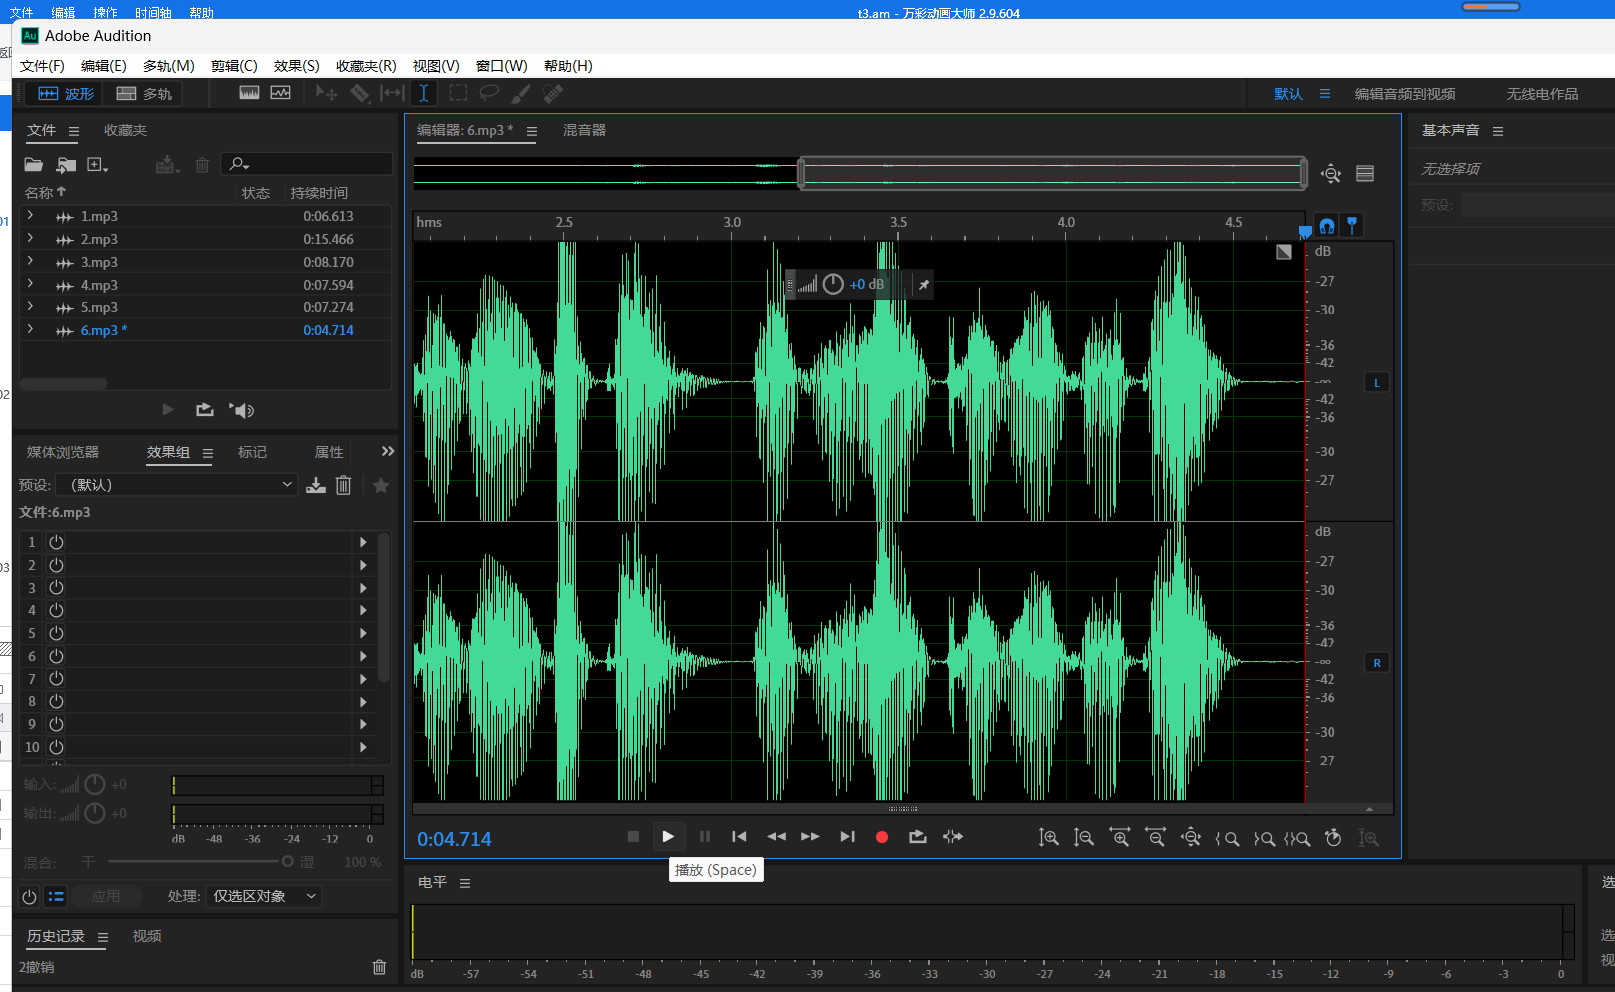 文件 编辑 操作 时间轴 帮助 t3.am - 万彩动画大师 2.9.604
Au Adobe Audition
文件(F) 编辑(E) 多轨(M) 剪辑(C) 效果(S) 收藏夹(R) 视图(V) 窗口(W) 帮助(H)
波形 多轨 默认 编辑音频到视频 无线电作品
文件 收藏夹
编辑器: 6.mp3 * 混音器
基本声音
无选择项
预设:
名称 状态 持续时间
1.mp3 0:06.613
2.mp3 0:15.466
3.mp3 0:08.170
4.mp3 0:07.594
5.mp3 0:07.274
6.mp3 * 0:04.714
hms 2.5 3.0 3.5 4.0 4.5
+0 dB
dB
-27
-30
-36
-42
-∞
-42
-36
-30
-27
L
dB
-27
-30
-36
-42
-∞
-42
-36
-30
27
R
媒体浏览器 效果组 标记 属性
预设: (默认)
文件:6.mp3
1
2
3
4
5
6
7
8
9
10
输入: +0
输出: +0
dB -48 -36 -24 -12 0
混合: 干 湿 100 %
应用 处理: 仅选区对象
历史记录 视频
2撤销
0:04.714
播放 (Space)
电平
dB -57 -54 -51 -48 -45 -42 -39 -36 -33 -30 -27 -24 -21 -18 -15 -12 -9 -6 -3 0
选
选
视
01
02
03